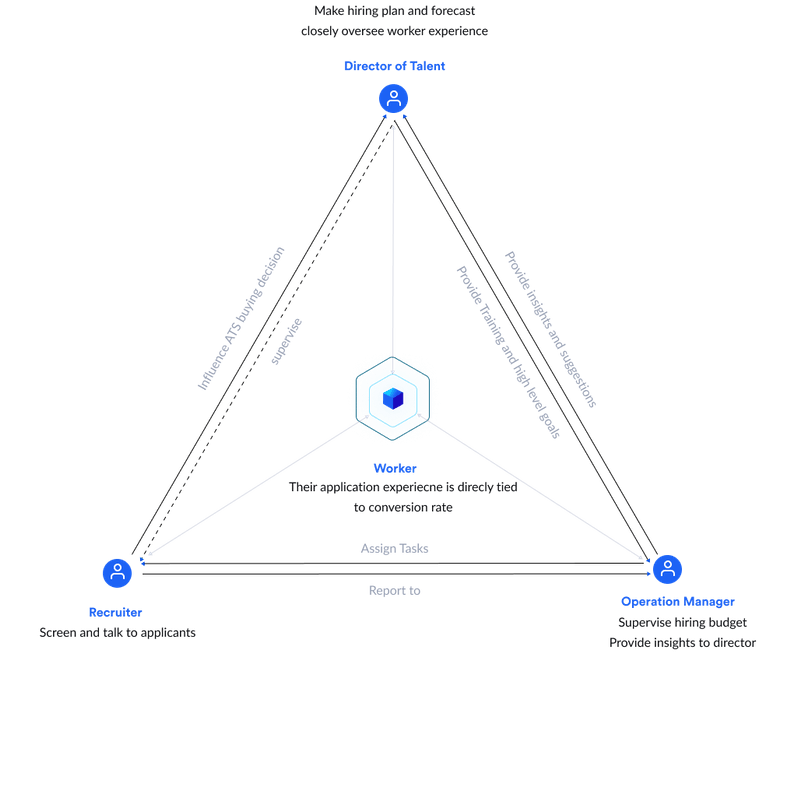 Make hiring plan and forecast
closely oversee worker experience
Director of Talent
Influence ATS buying decision
supervise
Provide insights and suggestions
Provide Training and high level goals
Worker
Their application experiecne is direcly tied
to conversion rate
Assign Tasks
Report to
Recruiter
Screen and talk to applicants
Operation Manager
Supervise hiring budget
Provide insights to director